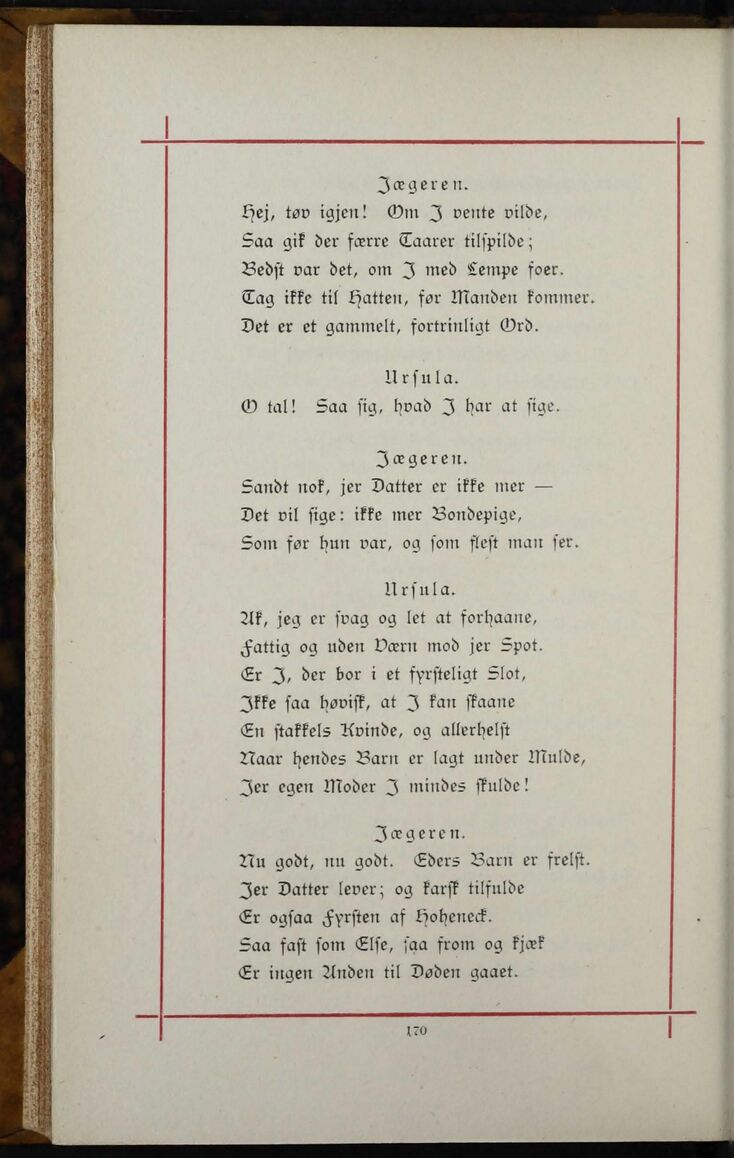 Jægeren.
Hej, tøv igjen! Om I vente vilde,
Saa gik der færre Taarer tilspilde;
Bedst var det, om I med Lempe foer.
Tag ikke til Hatten, før Manden kommer.
Det er et gammelt, fortrinligt Ord.
Ursula.
O tal! Saa sig, hvad I har at sige.
Jægeren.
Sandt nok, jer Datter er ikke mer —
Det vil sige: ikke mer Bondepige,
Som før hun var, og som flest man ser.
Ursula.
Ak, jeg er svag og let at forhaane,
Fattig og uden Værn mod jer Spot.
Er I, der bor i et fyrsteligt Slot,
Ikke saa høvisk, at I kan skaane
En stakkels Kvinde, og allerhelst
Naar hendes Barn er lagt under Mulde,
Jer egen Moder I mindes skulde!
Jægeren.
Nu godt, nu godt. Eders Barn er frelst.
Jer Datter lever; og karsk tilfulde
Er ogsaa Fyrsten af Hoheneck.
Saa fast som Else, saa from og kjæk
Er ingen Anden til Døden gaaet.
170